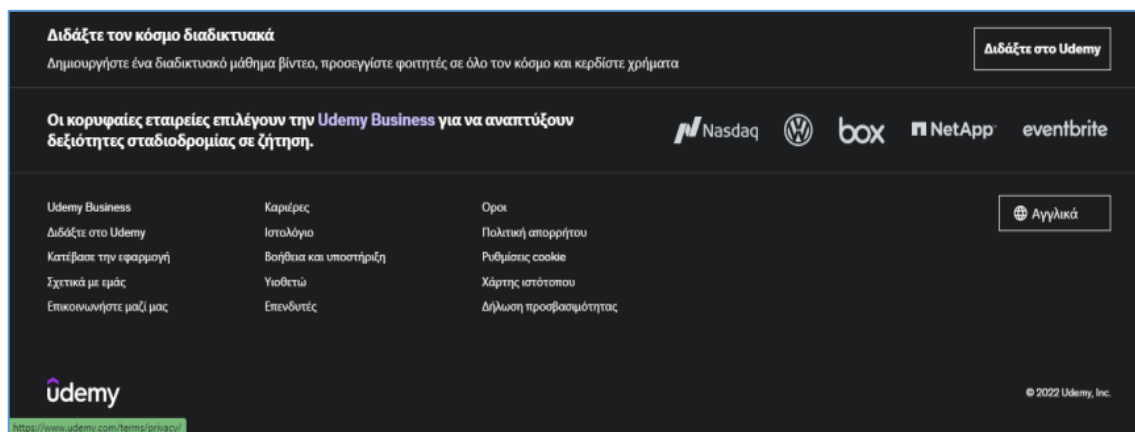 Διδάξτε τον κόσμο διαδικτυακά
Δημιουργήστε ένα διαδικτυακό μάθημα βίντεο, προσεγγίστε φοιτητές σε όλο τον κόσμο και κερδίστε χρήματα
Διδάξτε στο Udemy
Οι κορυφαίες εταιρείες επιλέγουν την Udemy Business για να αναπτύξουν
δεξιότητες σταδιοδρομίας σε ζήτηση.
Nasdaq
VW
box
NetApp
eventbrite
Udemy Business
Διδάξτε στο Udemy
Κατέβασε την εφαρμογή
Σχετικά με εμάς
Επικοινωνήστε μαζί μας
Καριέρες
Ιστολόγιο
Βοήθεια και υποστήριξη
Υιοθετώ
Επενδυτές
Οροι
Πολιτική απορρήτου
Ρυθμίσεις cookie
Χάρτης ιστότοπου
Δήλωση προσβασιμότητας
Αγγλικά
udemy
© 2022 Udemy, Inc.
https://www.udemy.com/terms/privacy/